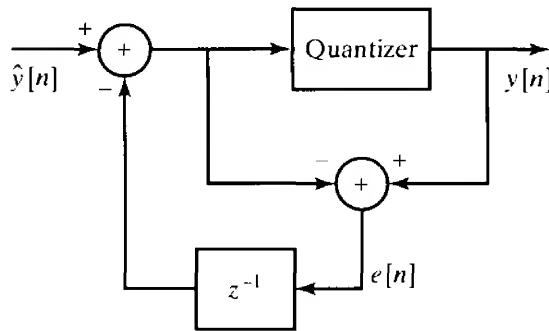 +
+
Quantizer
ŷ[n]
−
y[n]
−
+
+
z⁻¹
e[n]